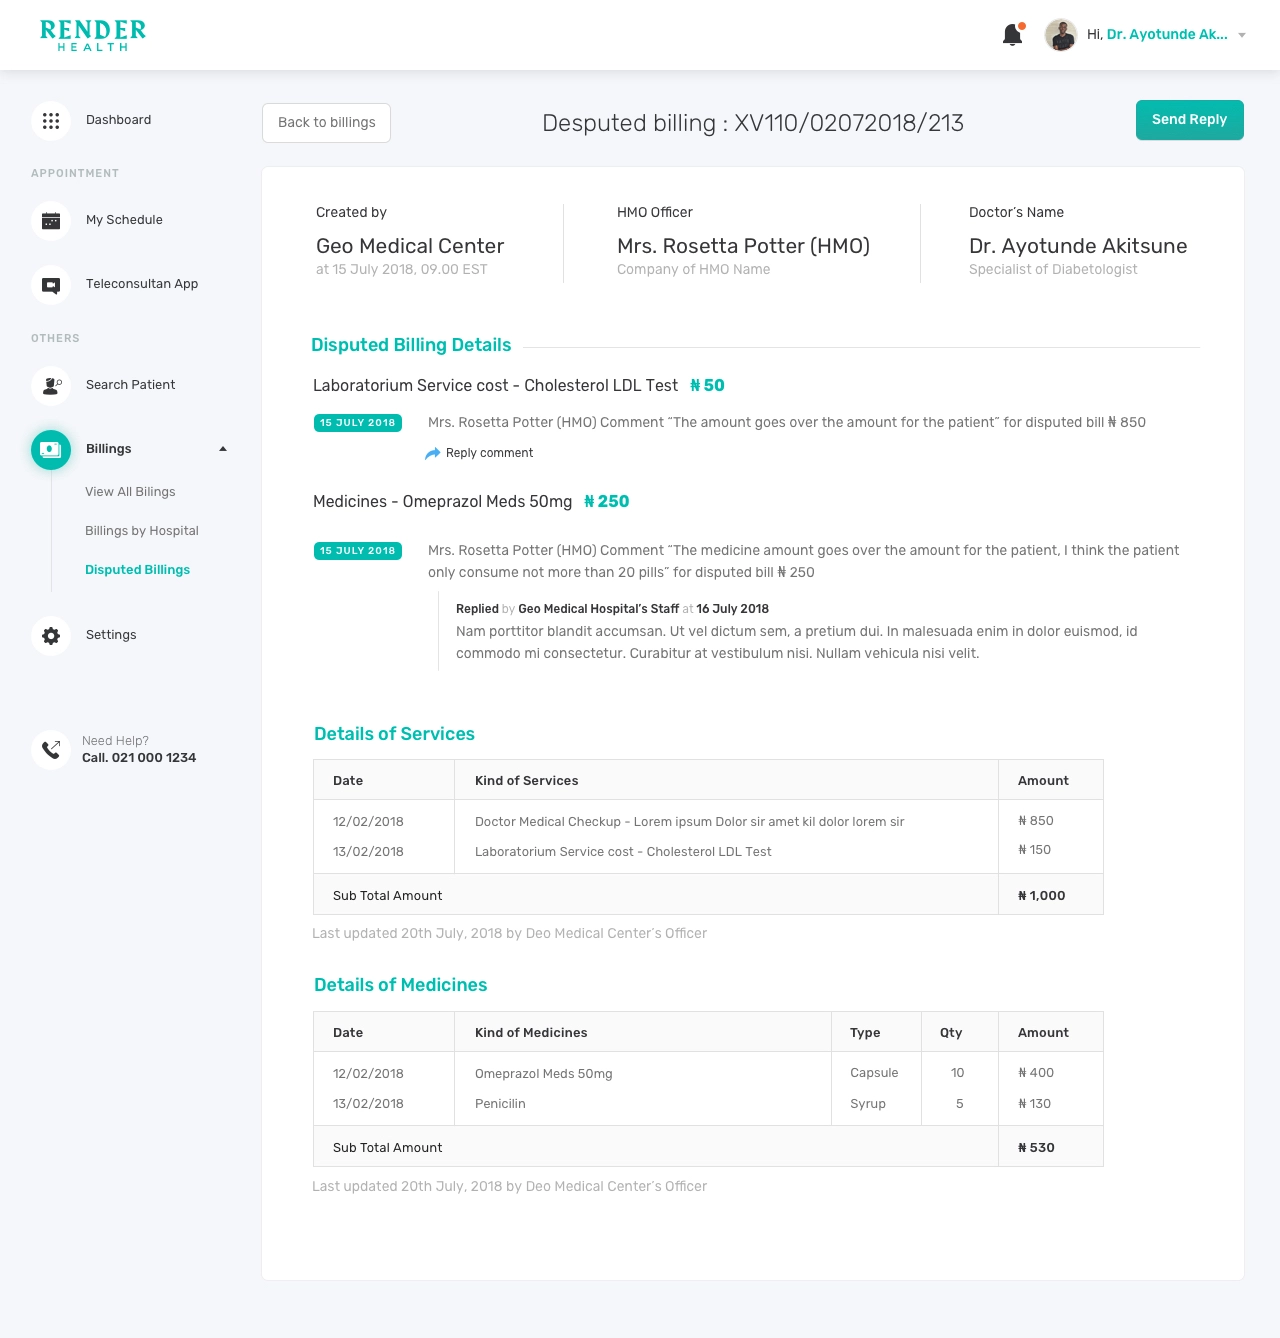 RENDER
HEALTH
Hi, Dr. Ayotunde Ak...
Dashboard
APPOINTMENT
My Schedule
Teleconsultan App
OTHERS
Search Patient
Billings
View All Bilings
Billings by Hospital
Disputed Billings
Settings
Need Help?
Call. 021 000 1234
Back to billings
Desputed billing : XV110/02072018/213
Send Reply
Created by
Geo Medical Center
at 15 July 2018, 09.00 EST
HMO Officer
Mrs. Rosetta Potter (HMO)
Company of HMO Name
Doctor's Name
Dr. Ayotunde Akitsune
Specialist of Diabetologist
Disputed Billing Details
Laboratorium Service cost - Cholesterol LDL Test ₦ 50
15 JULY 2018 Mrs. Rosetta Potter (HMO) Comment "The amount goes over the amount for the patient" for disputed bill ₦ 850
Reply comment
Medicines - Omeprazol Meds 50mg ₦ 250
15 JULY 2018 Mrs. Rosetta Potter (HMO) Comment "The medicine amount goes over the amount for the patient, I think the patient
only consume not more than 20 pills" for disputed bill ₦ 250
Replied by Geo Medical Hospital's Staff at 16 July 2018
Nam porttitor blandit accumsan. Ut vel dictum sem, a pretium dui. In malesuada enim in dolor euismod, id
commodo mi consectetur. Curabitur at vestibulum nisi. Nullam vehicula nisi velit.
Details of Services
Date Kind of Services Amount
12/02/2018 Doctor Medical Checkup - Lorem ipsum Dolor sir amet kil dolor lorem sir ₦ 850
13/02/2018 Laboratorium Service cost - Cholesterol LDL Test ₦ 150
Sub Total Amount ₦ 1,000
Last updated 20th July, 2018 by Deo Medical Center's Officer
Details of Medicines
Date Kind of Medicines Type Qty Amount
12/02/2018 Omeprazol Meds 50mg Capsule 10 ₦ 400
13/02/2018 Penicilin Syrup 5 ₦ 130
Sub Total Amount ₦ 530
Last updated 20th July, 2018 by Deo Medical Center's Officer